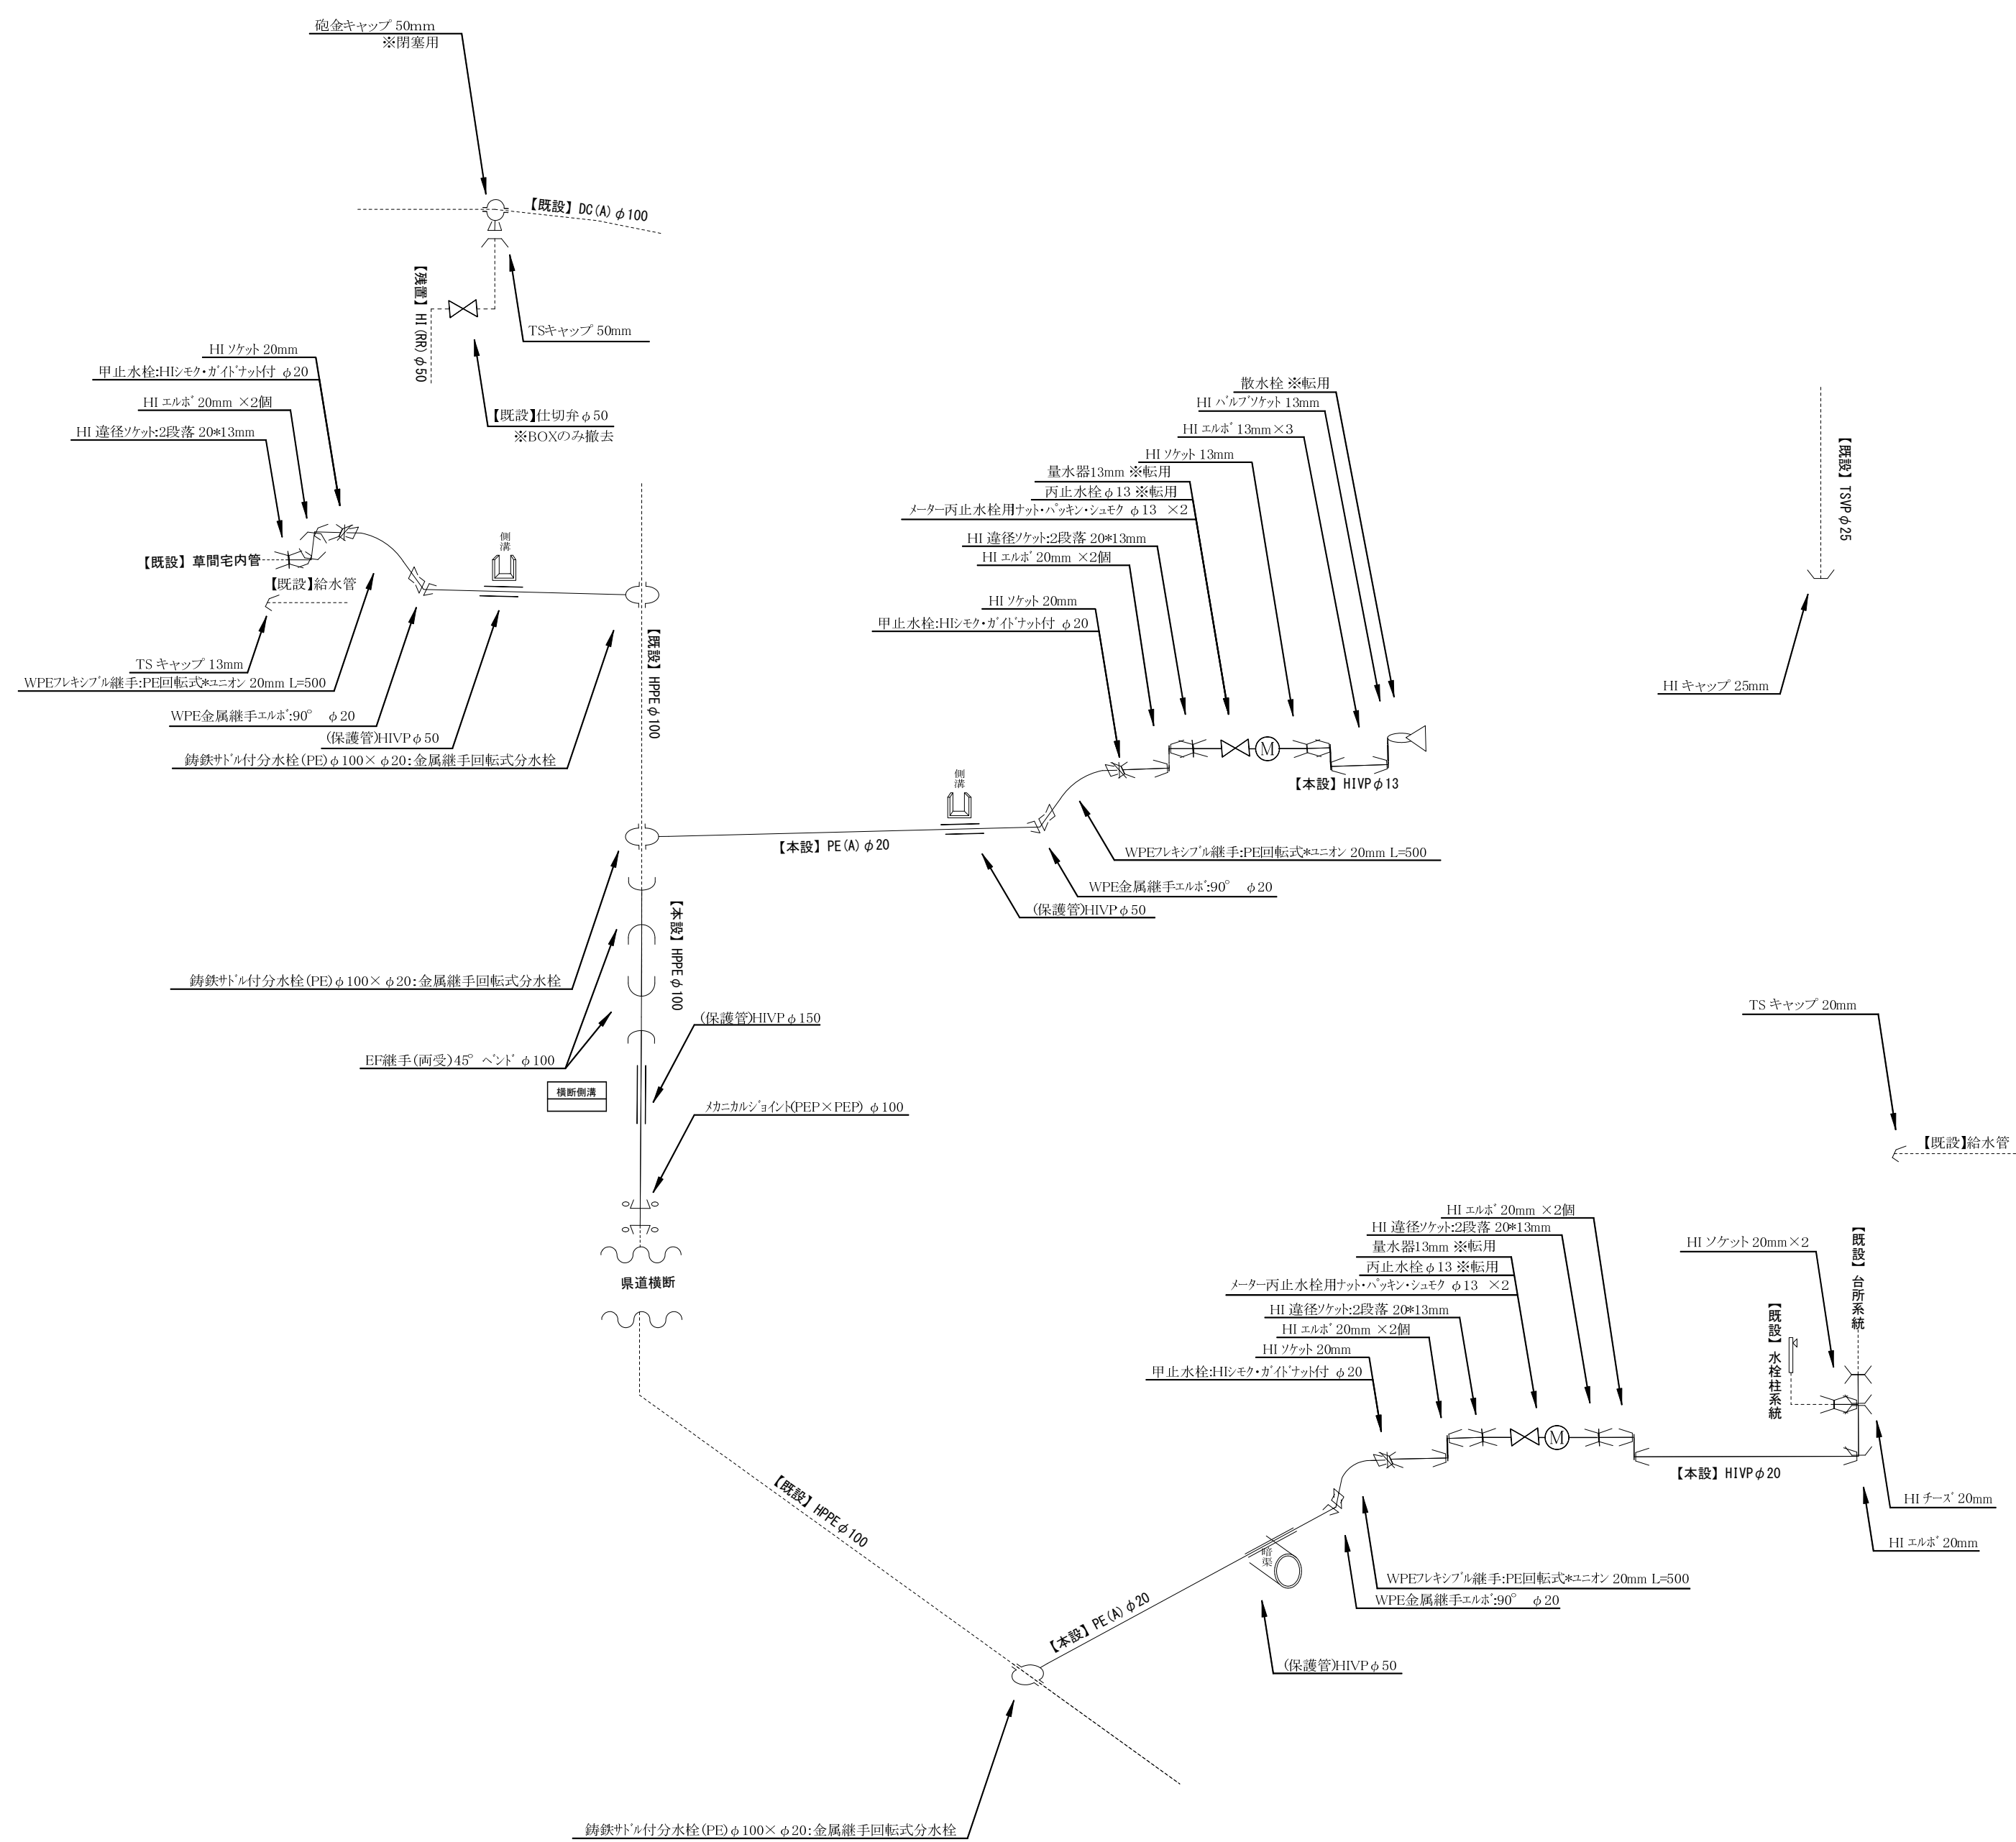 砲金キャップ 50mm
※閉塞用
【既設】 DC(A) φ100
【残置】 HI(RR) φ50
TSキャップ 50mm
【既設】仕切弁φ50
※BOXのみ撤去
HI ソケット 20mm
甲止水栓:HIシモク・ガイドナット付 φ20
HI エルボ 20mm ×2個
HI 違径ソケット:2段落 20*13mm
【既設】 草間宅内管
【既設】給水管
側溝
TS キャップ 13mm
WPEフレキシブル継手:PE回転式*ユニオン 20mm L=500
WPE金属継手エルボ:90° φ20
(保護管)HIVPφ50
鋳鉄サドル付分水栓(PE)φ100×φ20:金属継手回転式分水栓
【既設】 HPPEφ100
散水栓 ※転用
HI バルブソケット 13mm
HI エルボ 13mm×3
HI ソケット 13mm
量水器13mm ※転用
丙止水栓φ13 ※転用
メーター丙止水栓用ナット・パッキン・シュモク φ13 ×2
HI 違径ソケット:2段落 20*13mm
HI エルボ 20mm ×2個
HI ソケット 20mm
甲止水栓:HIシモク・ガイドナット付 φ20
M
【本設】 HIVPφ13
側溝
【本設】 PE(A) φ20
WPEフレキシブル継手:PE回転式*ユニオン 20mm L=500
WPE金属継手エルボ:90° φ20
(保護管)HIVPφ50
【既設】 TSVPφ25
HI キャップ 25mm
【本設】 HPPEφ100
鋳鉄サドル付分水栓(PE)φ100×φ20:金属継手回転式分水栓
(保護管)HIVPφ150
EF継手(両受)45° ベンド φ100
横断側溝
メカニカルジョイント(PEP×PEP) φ100
県道横断
TS キャップ 20mm
【既設】給水管
HI エルボ 20mm ×2個
HI 違径ソケット:2段落 20*13mm
量水器13mm ※転用
丙止水栓φ13 ※転用
メーター丙止水栓用ナット・パッキン・シュモク φ13 ×2
HI 違径ソケット:2段落 20*13mm
HI エルボ 20mm ×2個
HI ソケット 20mm
甲止水栓:HIシモク・ガイドナット付 φ20
HI ソケット 20mm×2
【既設】 台所系統
【既設】 水栓柱系統
M
【本設】 HIVPφ20
HI チーズ 20mm
HI エルボ 20mm
【既設】 HPPEφ100
暗渠
WPEフレキシブル継手:PE回転式*ユニオン 20mm L=500
WPE金属継手エルボ:90° φ20
【本設】 PE(A) φ20
(保護管)HIVPφ50
鋳鉄サドル付分水栓(PE)φ100×φ20:金属継手回転式分水栓